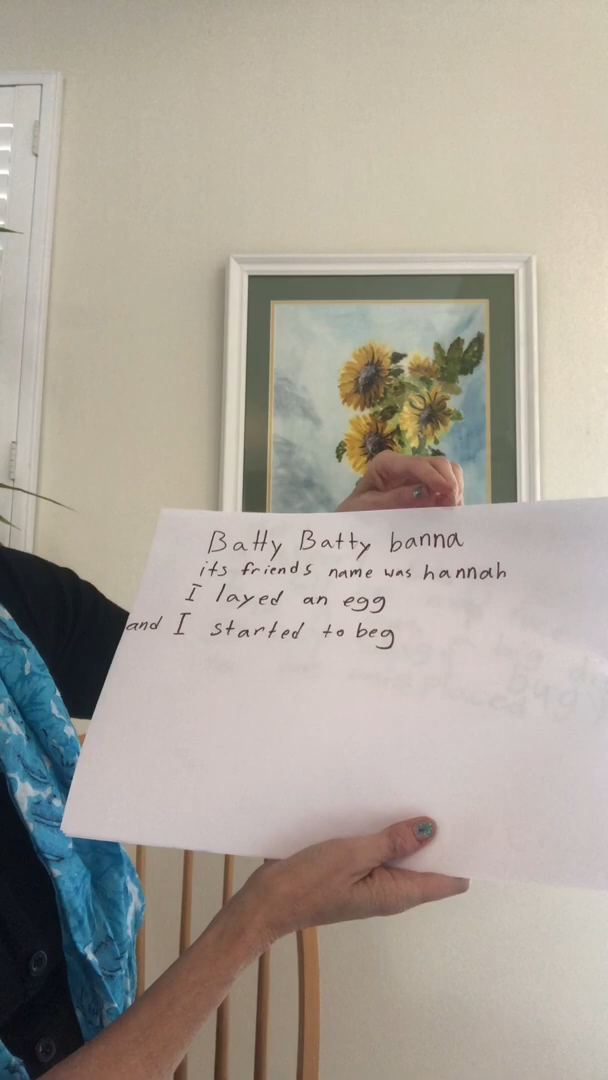 Batty Batty banna
its friends name was hannah
I layed an egg
and I started to beg